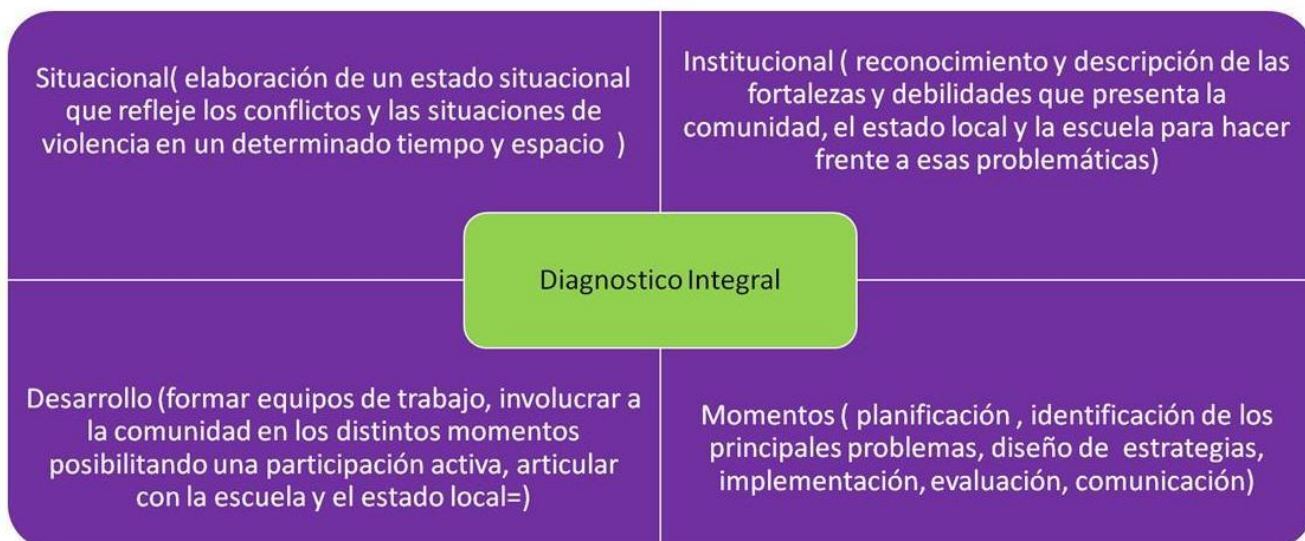 Situacional( elaboración de un estado situacional
que refleje los conflictos y las situaciones de
violencia en un determinado tiempo y espacio )
Institucional ( reconocimiento y descripción de las
fortalezas y debilidades que presenta la
comunidad, el estado local y la escuela para hacer
frente a esas problemáticas)
Diagnostico Integral
Desarrollo (formar equipos de trabajo, involucrar a
la comunidad en los distintos momentos
posibilitando una participación activa, articular
con la escuela y el estado local=)
Momentos ( planificación , identificación de los
principales problemas, diseño de estrategias,
implementación, evaluación, comunicación)